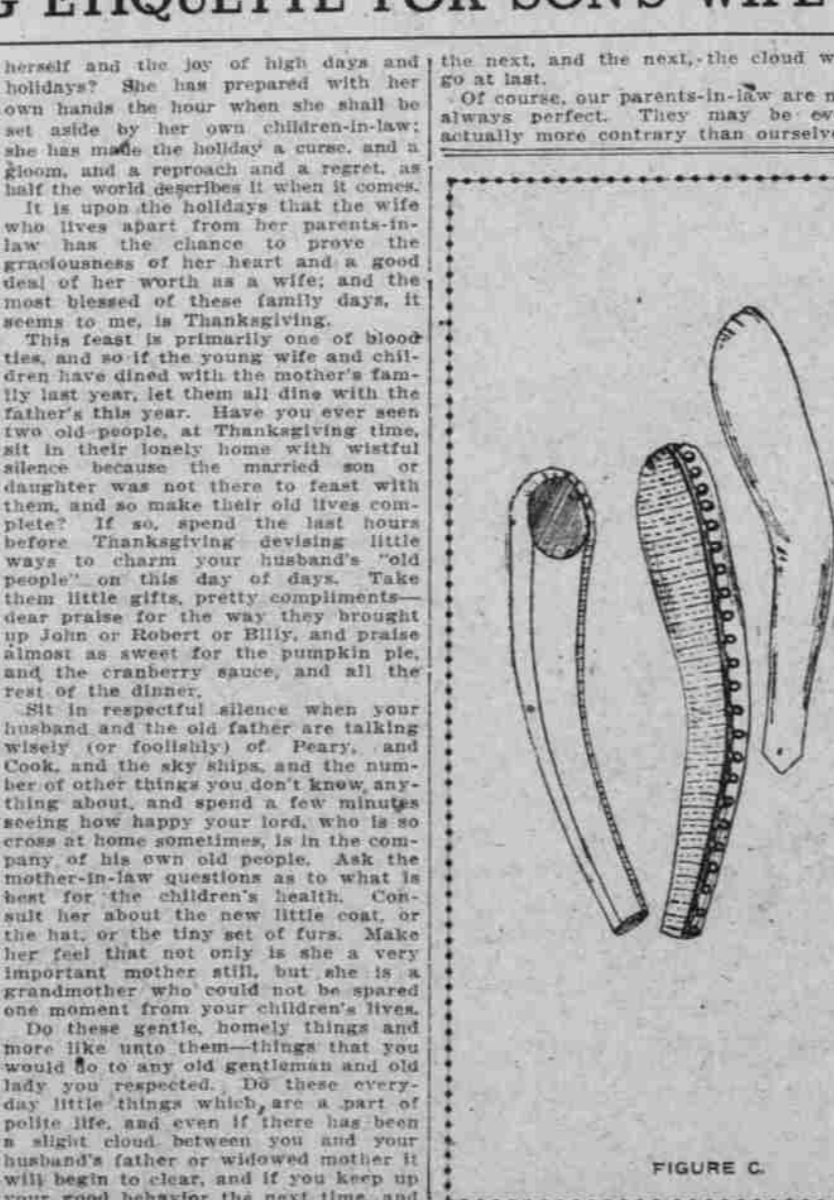 ETIQUETTE FOR SON'S WIFE
herself and the joy of high days and
holidays? She has prepared with her
own hands the hour when she shall be
set aside by her own children-in-law;
she has made the holiday a curse, and a
gloom, and a reproach and a regret, as
half the world describes it when it comes.
It is upon the holidays that the wife
who lives apart from her parents-in-
law has the chance to prove the
graciousness of her heart and a good
deal of her worth as a wife; and the
most blessed of these family days, it
seems to me, is Thanksgiving.
This feast is primarily one of blood
ties, and so if the young wife and chil-
dren have dined with the mother's fam-
ily last year, let them all dine with the
father's this year. Have you ever seen
two old people, at Thanksgiving time,
sit in their lonely home with wistful
silence because the married son or
daughter was not there to feast with
them, and so make their old lives com-
plete? If so, spend the last hours
before Thanksgiving devising little
ways to charm your husband's "old
people" on this day of days. Take
them little gifts, pretty compliments—
dear praise for the way they brought
up John or Robert or Billy, and praise
almost as sweet for the pumpkin pie,
and the cranberry sauce, and all the
rest of the dinner.
Sit in respectful silence when your
husband and the old father are talking
wisely (or foolishly) of Peary, and
Cook, and the sky ships, and the num-
ber of other things you don't know any-
thing about, and spend a few minutes
seeing how happy your lord, who is so
cross at home sometimes, is in the com-
pany of his own old people. Ask the
mother-in-law questions as to what is
best for the children's health. Con-
sult her about the new little coat, or
the hat, or the tiny set of furs. Make
her feel that not only is she a very
important mother still, but she is a
grandmother who could not be spared
one moment from your children's lives.
Do these gentle, homely things and
more like unto them—things that you
would do to any old gentleman and old
lady you respected. Do these every-
day little things which are a part of
polite life, and even if there has been
a slight cloud between you and your
husband's father or widowed mother it
will begin to clear, and if you keep up
your good behavior the next time, and
the next, and the next, the cloud w
go at last.
Of course, our parents-in-law are n
always perfect. They may be ev
actually more contrary than ourselve
FIGURE C.